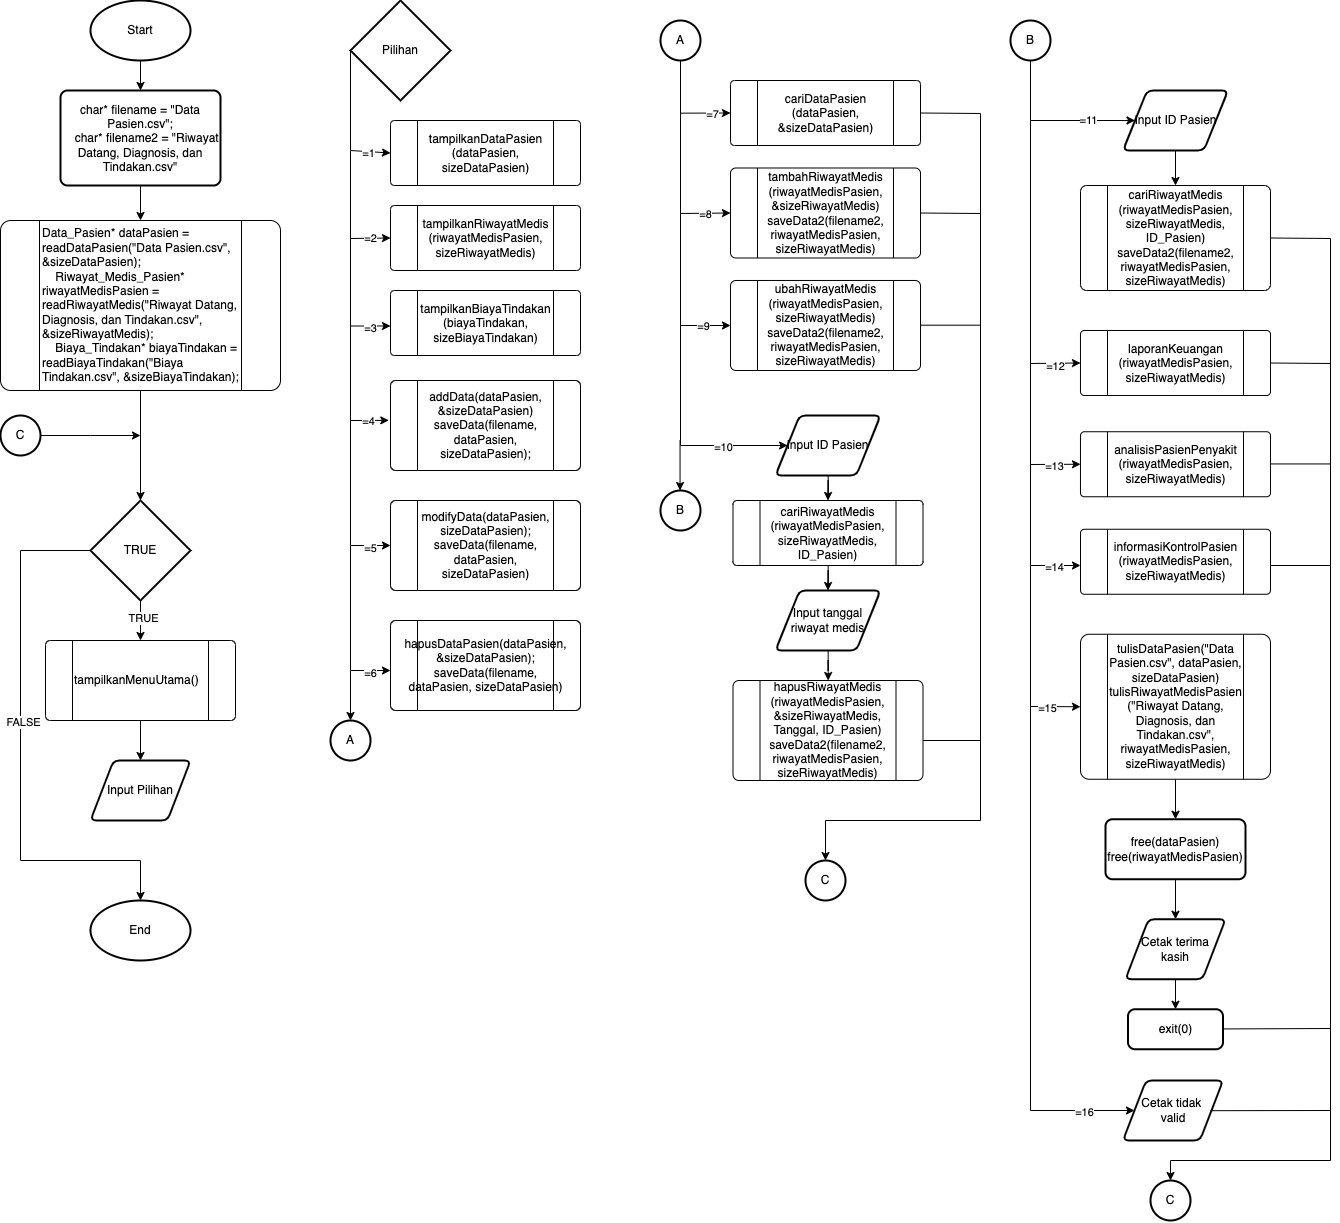 Start
char* filename = "Data
Pasien.csv";
char* filename2 = "Riwayat
Datang, Diagnosis, dan
Tindakan.csv"
Data_Pasien* dataPasien =
readDataPasien("Data Pasien.csv",
&sizeDataPasien);
Riwayat_Medis_Pasien*
riwayatMedisPasien =
readRiwayatMedis("Riwayat Datang,
Diagnosis, dan Tindakan.csv",
&sizeRiwayatMedis);
Biaya_Tindakan* biayaTindakan =
readBiayaTindakan("Biaya
Tindakan.csv", &sizeBiayaTindakan);
C
TRUE
TRUE
FALSE
tampilkanMenuUtama()
Input Pilihan
End
Pilihan
=1
tampilkanDataPasien
(dataPasien,
sizeDataPasien)
=2
tampilkanRiwayatMedis
(riwayatMedisPasien,
sizeRiwayatMedis)
=3
tampilkanBiayaTindakan
(biayaTindakan,
sizeBiayaTindakan)
=4
addData(dataPasien,
&sizeDataPasien)
saveData(filename,
dataPasien,
sizeDataPasien);
=5
modifyData(dataPasien,
sizeDataPasien);
saveData(filename,
dataPasien,
sizeDataPasien)
=6
hapusDataPasien(dataPasien,
&sizeDataPasien);
saveData(filename,
dataPasien, sizeDataPasien)
A
A
=7
cariDataPasien
(dataPasien,
&sizeDataPasien)
=8
tambahRiwayatMedis
(riwayatMedisPasien,
&sizeRiwayatMedis)
saveData2(filename2,
riwayatMedisPasien,
sizeRiwayatMedis)
=9
ubahRiwayatMedis
(riwayatMedisPasien,
sizeRiwayatMedis)
saveData2(filename2,
riwayatMedisPasien,
sizeRiwayatMedis)
=10
Input ID Pasien
B
cariRiwayatMedis
(riwayatMedisPasien,
sizeRiwayatMedis,
ID_Pasien)
Input tanggal
riwayat medis
hapusRiwayatMedis
(riwayatMedisPasien,
&sizeRiwayatMedis,
Tanggal, ID_Pasien)
saveData2(filename2,
riwayatMedisPasien,
sizeRiwayatMedis)
C
B
=11
Input ID Pasien
cariRiwayatMedis
(riwayatMedisPasien,
sizeRiwayatMedis,
ID_Pasien)
saveData2(filename2,
riwayatMedisPasien,
sizeRiwayatMedis)
=12
laporanKeuangan
(riwayatMedisPasien,
sizeRiwayatMedis)
=13
analisisPasienPenyakit
(riwayatMedisPasien,
sizeRiwayatMedis)
=14
informasiKontrolPasien
(riwayatMedisPasien,
sizeRiwayatMedis)
=15
tulisDataPasien("Data
Pasien.csv", dataPasien,
sizeDataPasien)
tulisRiwayatMedisPasien
("Riwayat Datang,
Diagnosis, dan
Tindakan.csv",
riwayatMedisPasien,
sizeRiwayatMedis)
free(dataPasien)
free(riwayatMedisPasien)
Cetak terima
kasih
exit(0)
=16
Cetak tidak
valid
C